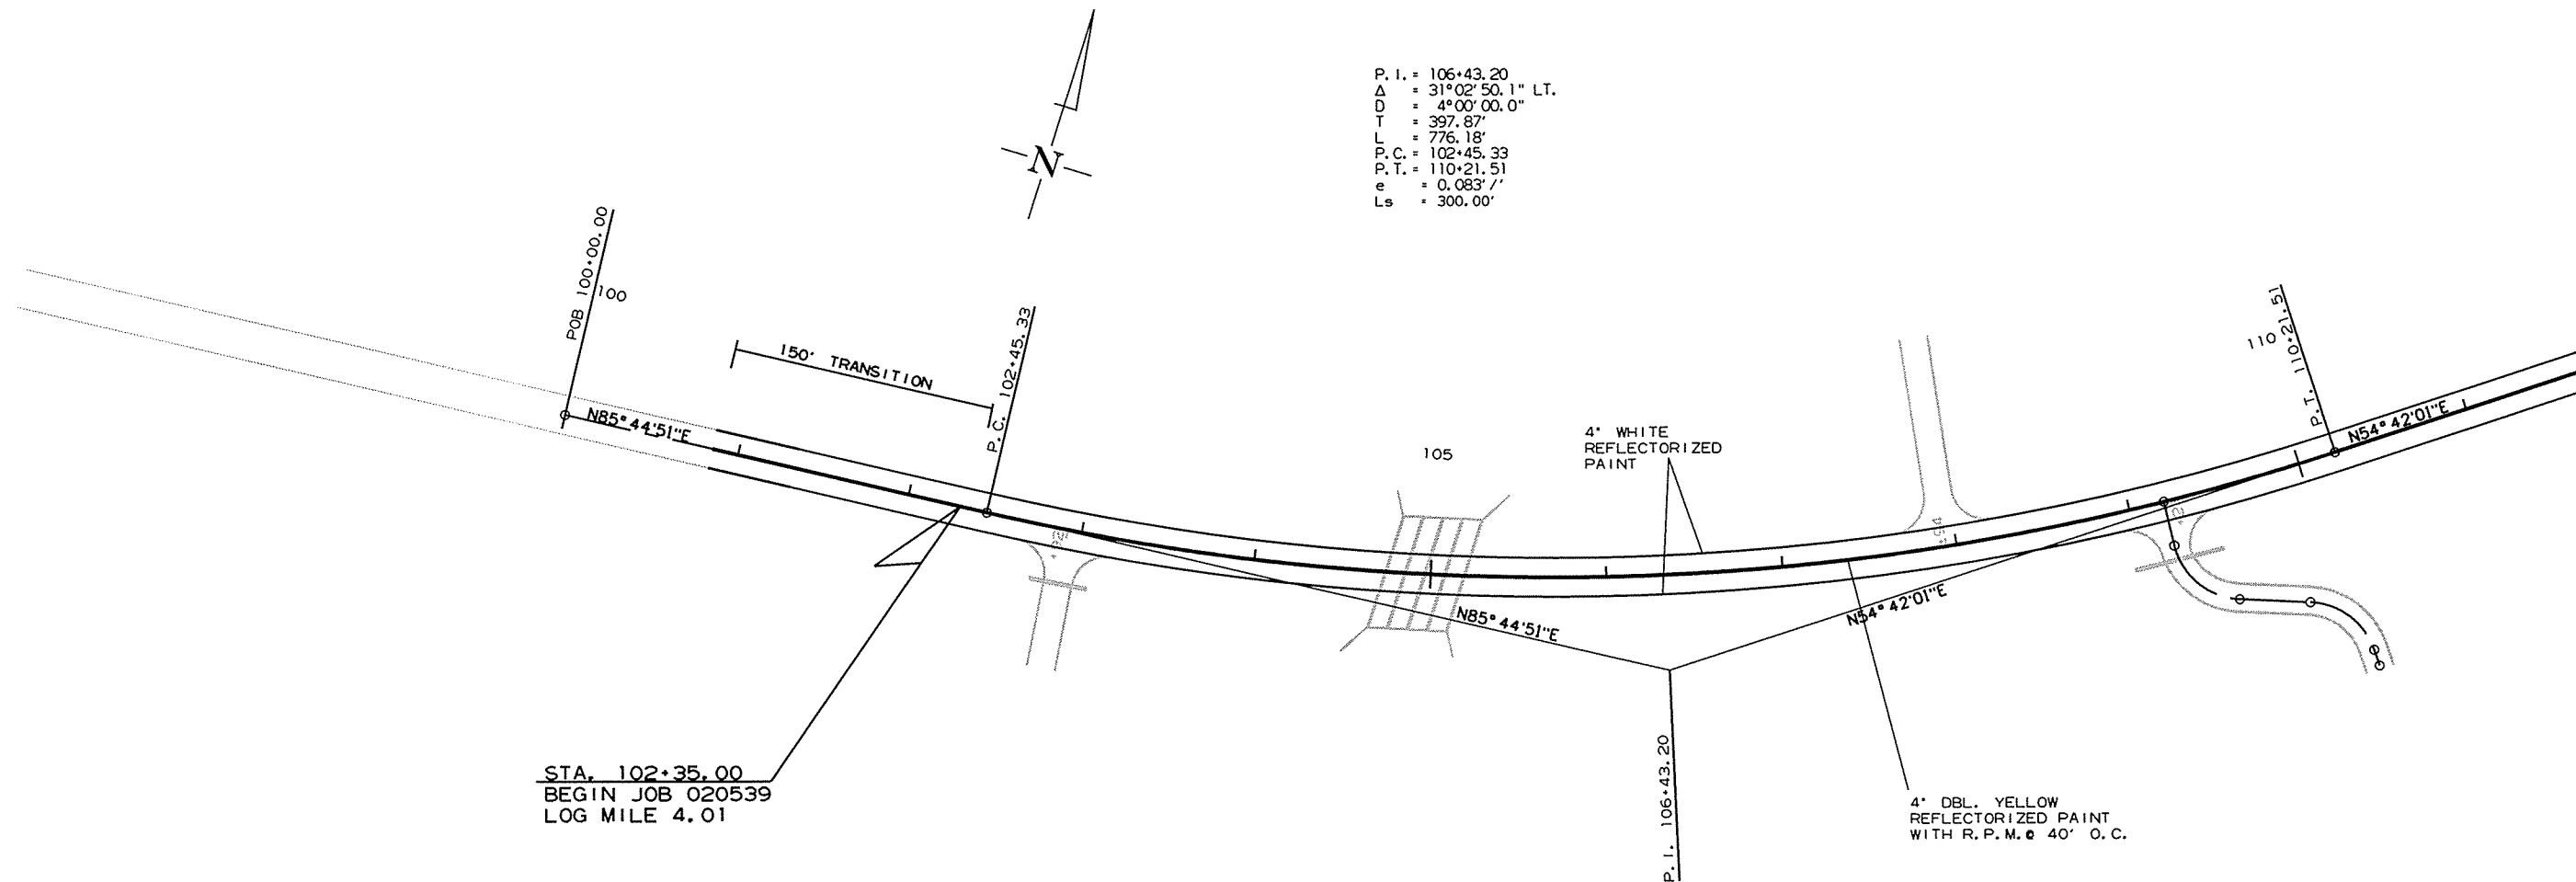 P.I. = 106+43.20
Δ = 31°02'50.1" LT.
D = 4°00'00.0"
T = 397.87'
L = 776.18'
P.C. = 102+45.33
P.T. = 110+21.51
e = 0.083'/'
Ls = 300.00'
N
POB 100+00.00
100
150' TRANSITION
P.C. 102+45.33
N85°44'51"E
105
4" WHITE
REFLECTORIZED
PAINT
110
P.T. 110+21.51
N54°42'01"E
N85°44'51"E
N54°42'01"E
STA. 102+35.00
BEGIN JOB 020539
LOG MILE 4.01
P.I. 106+43.20
4" DBL. YELLOW
REFLECTORIZED PAINT
WITH R.P.M.@ 40' O.C.